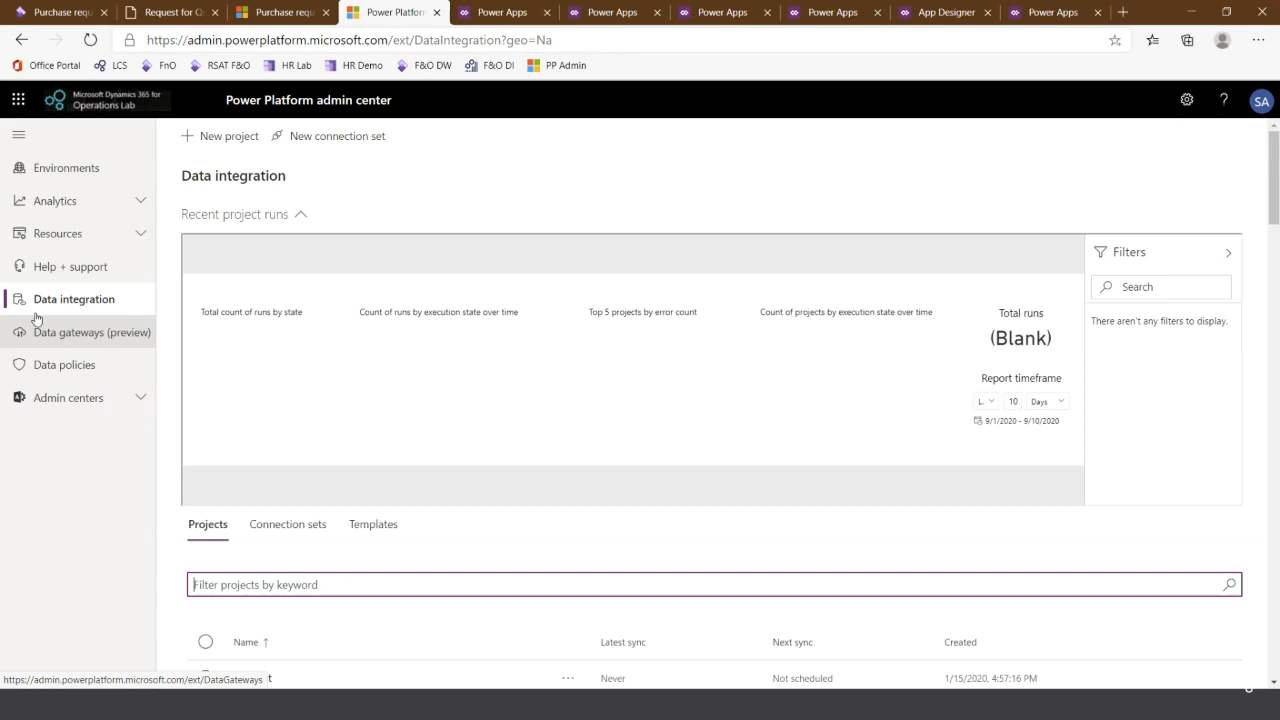 Purchase requ
Request for Q
Purchase requ
Power Platform
Power Apps
Power Apps
Power Apps
Power Apps
App Designer
Power Apps
https://admin.powerplatform.microsoft.com/ext/DataIntegration?geo=Na
Office Portal
LCS
FnO
RSAT F&O
HR Lab
HR Demo
F&O DW
F&O DI
PP Admin
Microsoft Dynamics 365 for
Operations Lab
Power Platform admin center
?
SA
New project
New connection set
Environments
Analytics
Resources
Help + support
Data integration
Data gateways (preview)
Data policies
Admin centers
Data integration
Recent project runs
Total count of runs by state
Count of runs by execution state over time
Top 5 projects by error count
Count of projects by execution state over time
Total runs
(Blank)
Report timeframe
L.
10
Days
9/1/2020 - 9/10/2020
Filters
Search
There aren't any filters to display.
Projects
Connection sets
Templates
Filter projects by keyword
Name ↑
Latest sync
Next sync
Created
Never
Not scheduled
1/15/2020, 4:57:16 PM
https://admin.powerplatform.microsoft.com/ext/DataGateways